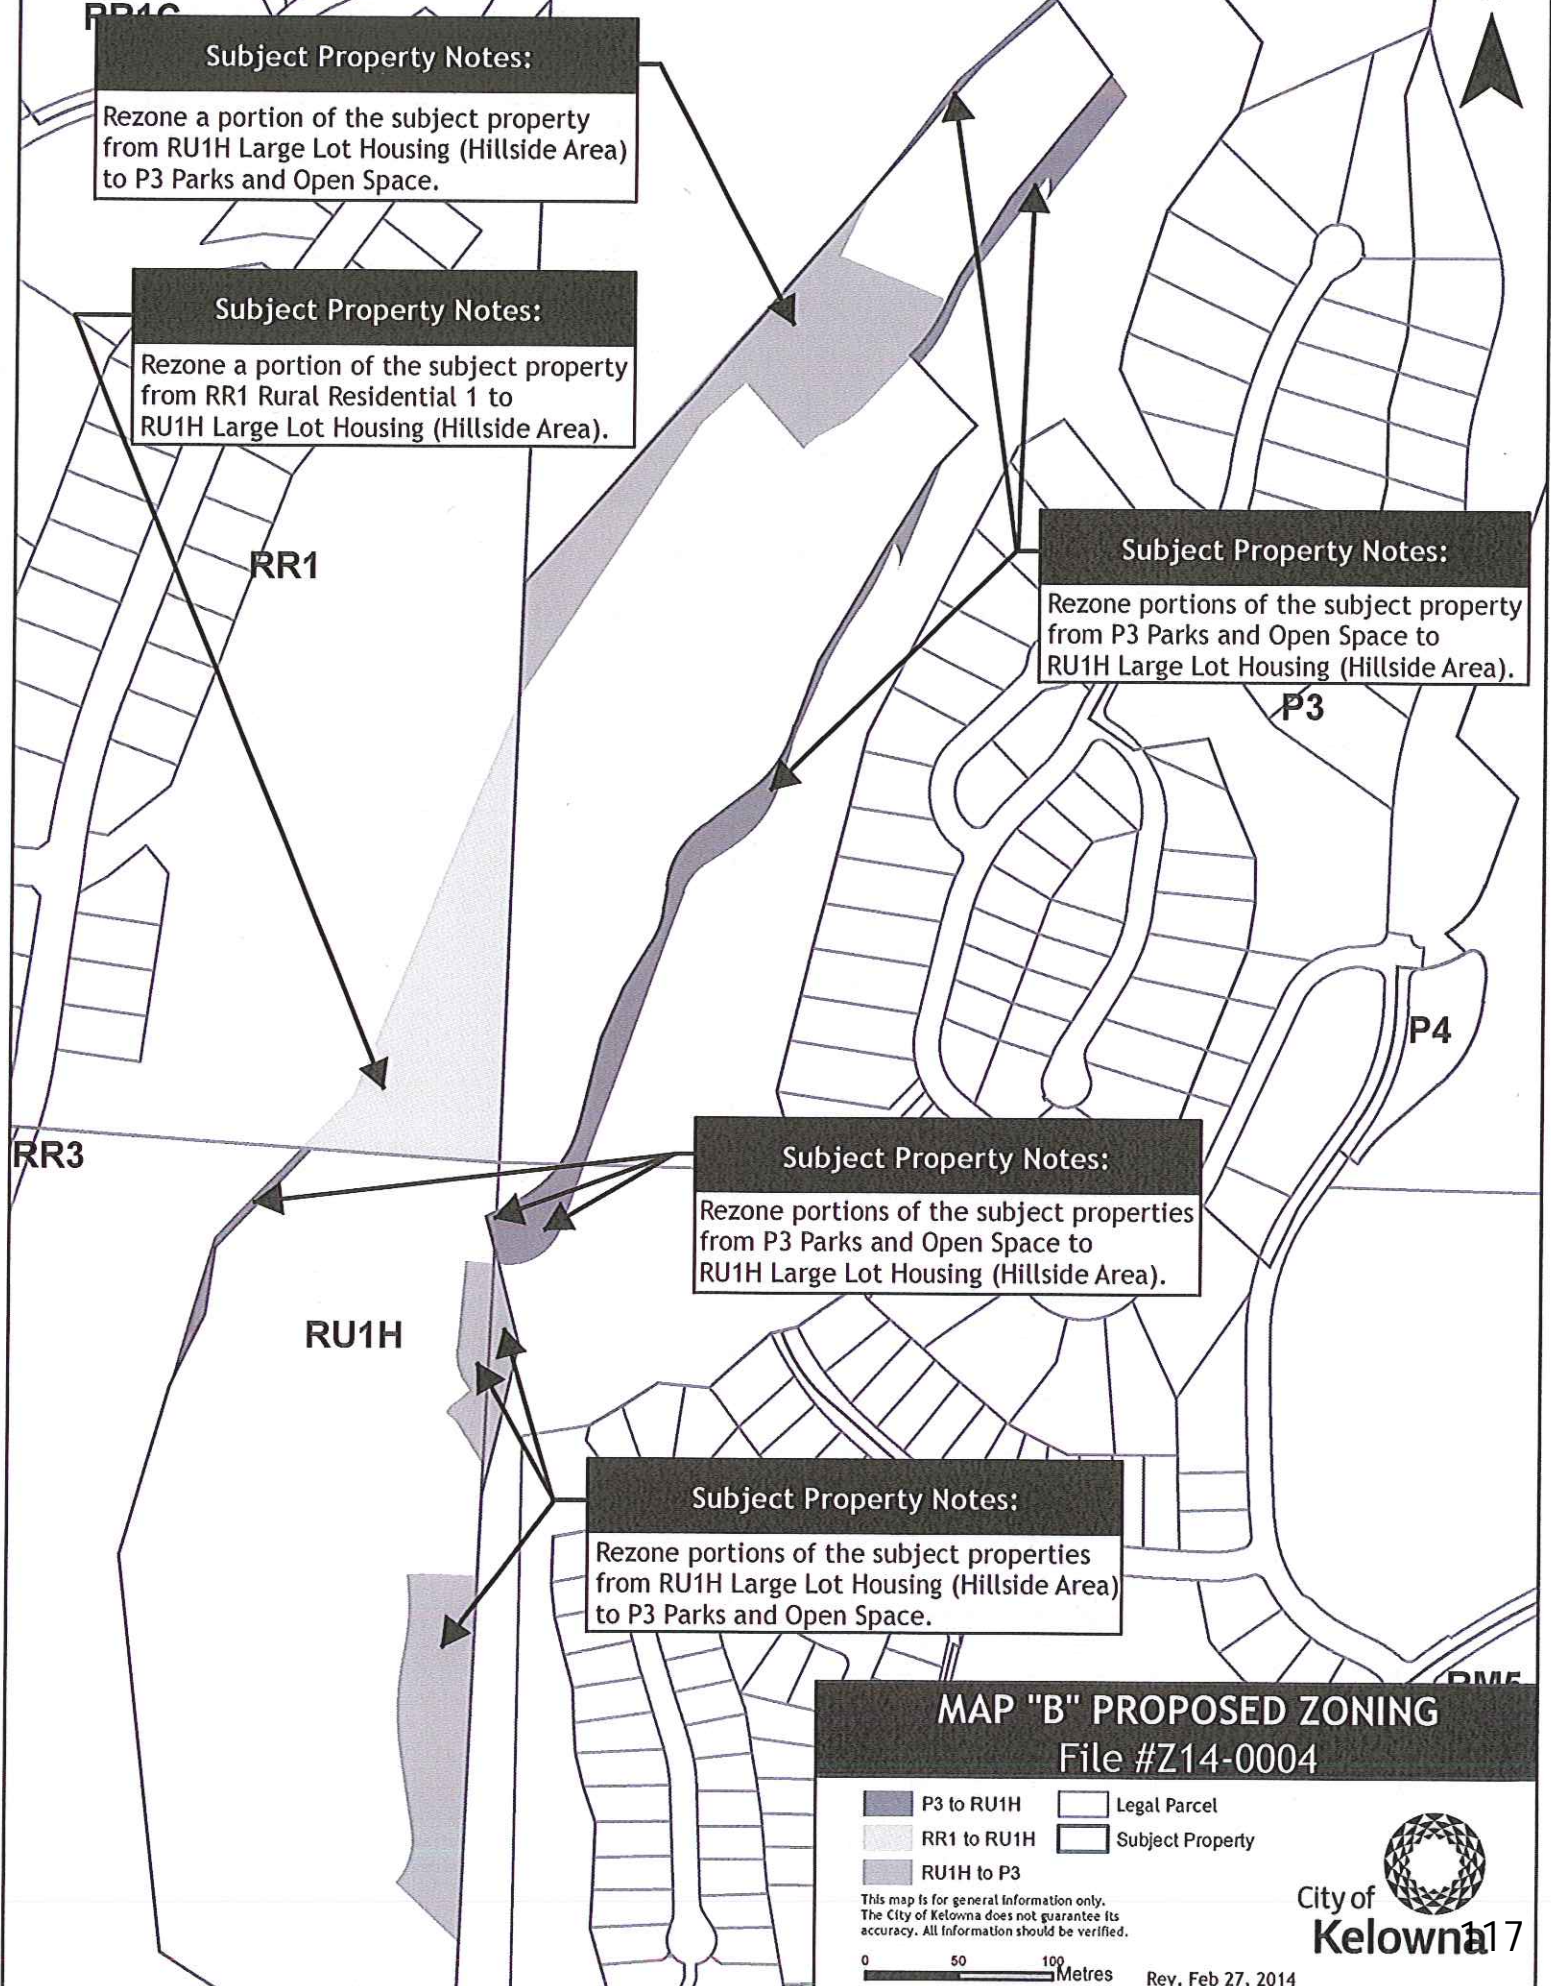 Subject Property Notes:
Rezone a portion of the subject property
from RU1H Large Lot Housing (Hillside Area)
to P3 Parks and Open Space.
Subject Property Notes:
Rezone a portion of the subject property
from RR1 Rural Residential 1 to
RU1H Large Lot Housing (Hillside Area).
RR1
Subject Property Notes:
Rezone portions of the subject property
from P3 Parks and Open Space to
RU1H Large Lot Housing (Hillside Area).
P3
P4
RR3
Subject Property Notes:
Rezone portions of the subject properties
from P3 Parks and Open Space to
RU1H Large Lot Housing (Hillside Area).
RU1H
Subject Property Notes:
Rezone portions of the subject properties
from RU1H Large Lot Housing (Hillside Area)
to P3 Parks and Open Space.
RM5
MAP "B" PROPOSED ZONING
File #Z14-0004
P3 to RU1H
RR1 to RU1H
RU1H to P3
Legal Parcel
Subject Property
This map is for general information only.
The City of Kelowna does not guarantee its
accuracy. All information should be verified.
0 50 100 Metres
Rev. Feb 27, 2014
City of
Kelowna
117